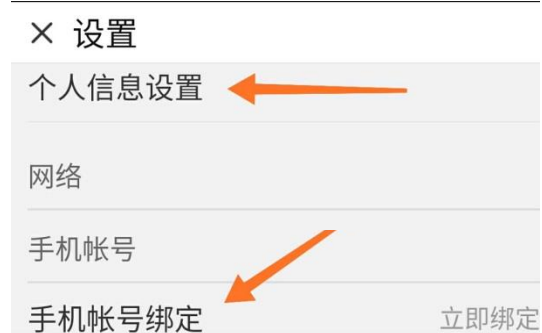 × 设置
个人信息设置
网络
手机帐号
手机帐号绑定 立即绑定